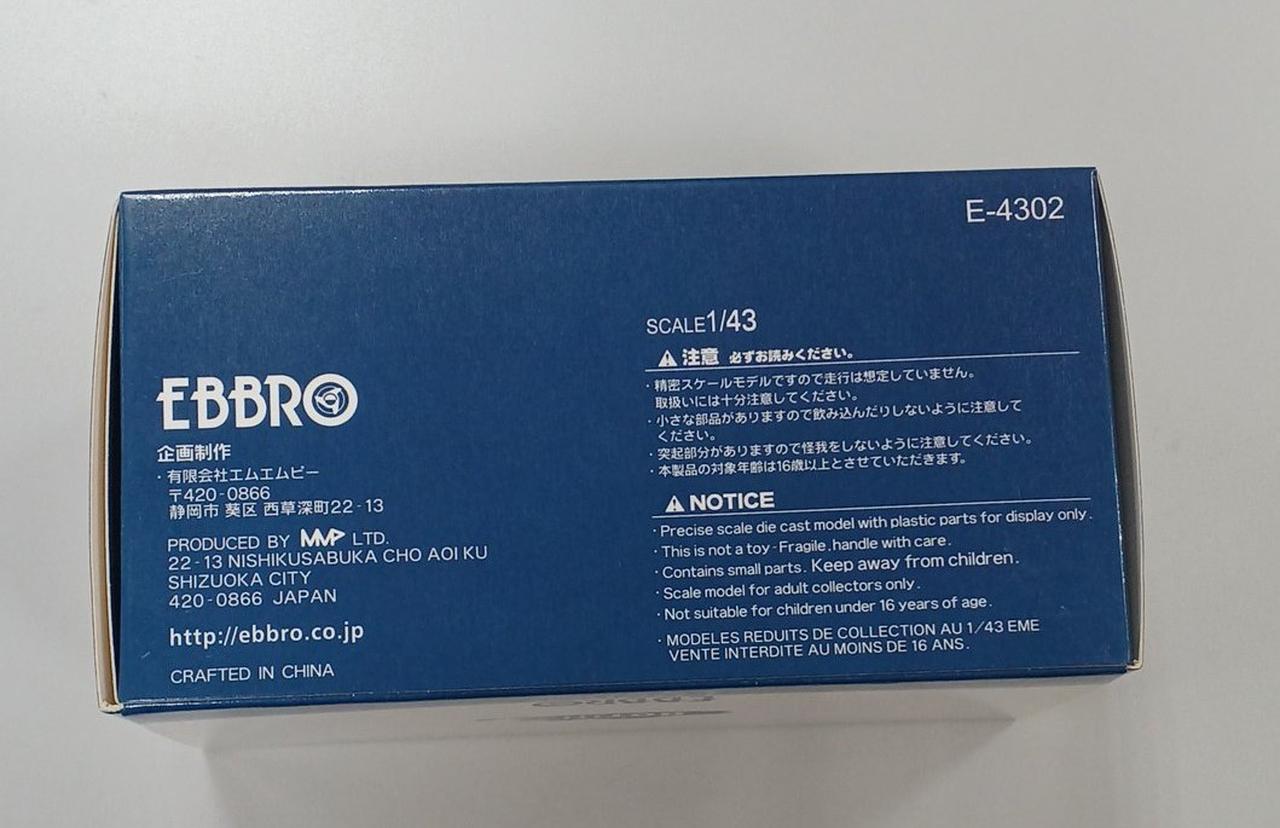 E-4302
EBBRO
企画制作
・有限会社エムエムピー
〒420-0866
静岡市 葵区 西草深町22-13
PRODUCED BY MMP LTD.
22-13 NISHIKUSABUKA CHO AOI KU
SHIZUOKA CITY
420-0866 JAPAN
http://ebbro.co.jp
CRAFTED IN CHINA
SCALE1/43
⚠注意 必ずお読みください。
・精密スケールモデルですので走行は想定していません。
取扱いには十分注意してください。
・小さな部品がありますので飲み込んだりしないように注意して
ください。
・突起部分がありますので怪我をしないように注意してください。
・本製品の対象年齢は16歳以上とさせていただきます。
⚠NOTICE
・Precise scale die cast model with plastic parts for display only.
・This is not a toy-Fragile, handle with care.
・Contains small parts. Keep away from children.
・Scale model for adult collectors only.
・Not suitable for children under 16 years of age.
・MODELES REDUITS DE COLLECTION AU 1/43 EME
VENTE INTERDITE AU MOINS DE 16 ANS.